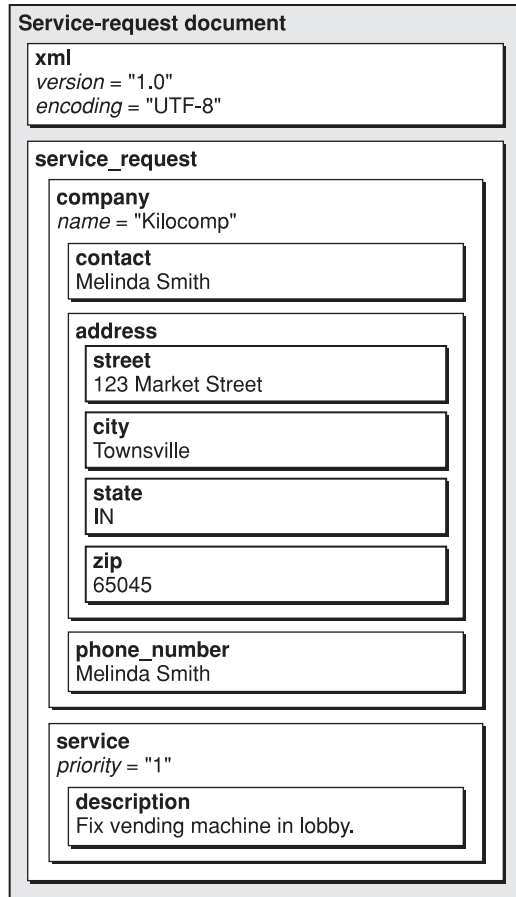 Service-request document
xml
version = "1.0"
encoding = "UTF-8"
service_request
company
name = "Kilocomp"
contact
Melinda Smith
address
street
123 Market Street
city
Townsville
state
IN
zip
65045
phone_number
Melinda Smith
service
priority = "1"
description
Fix vending machine in lobby.